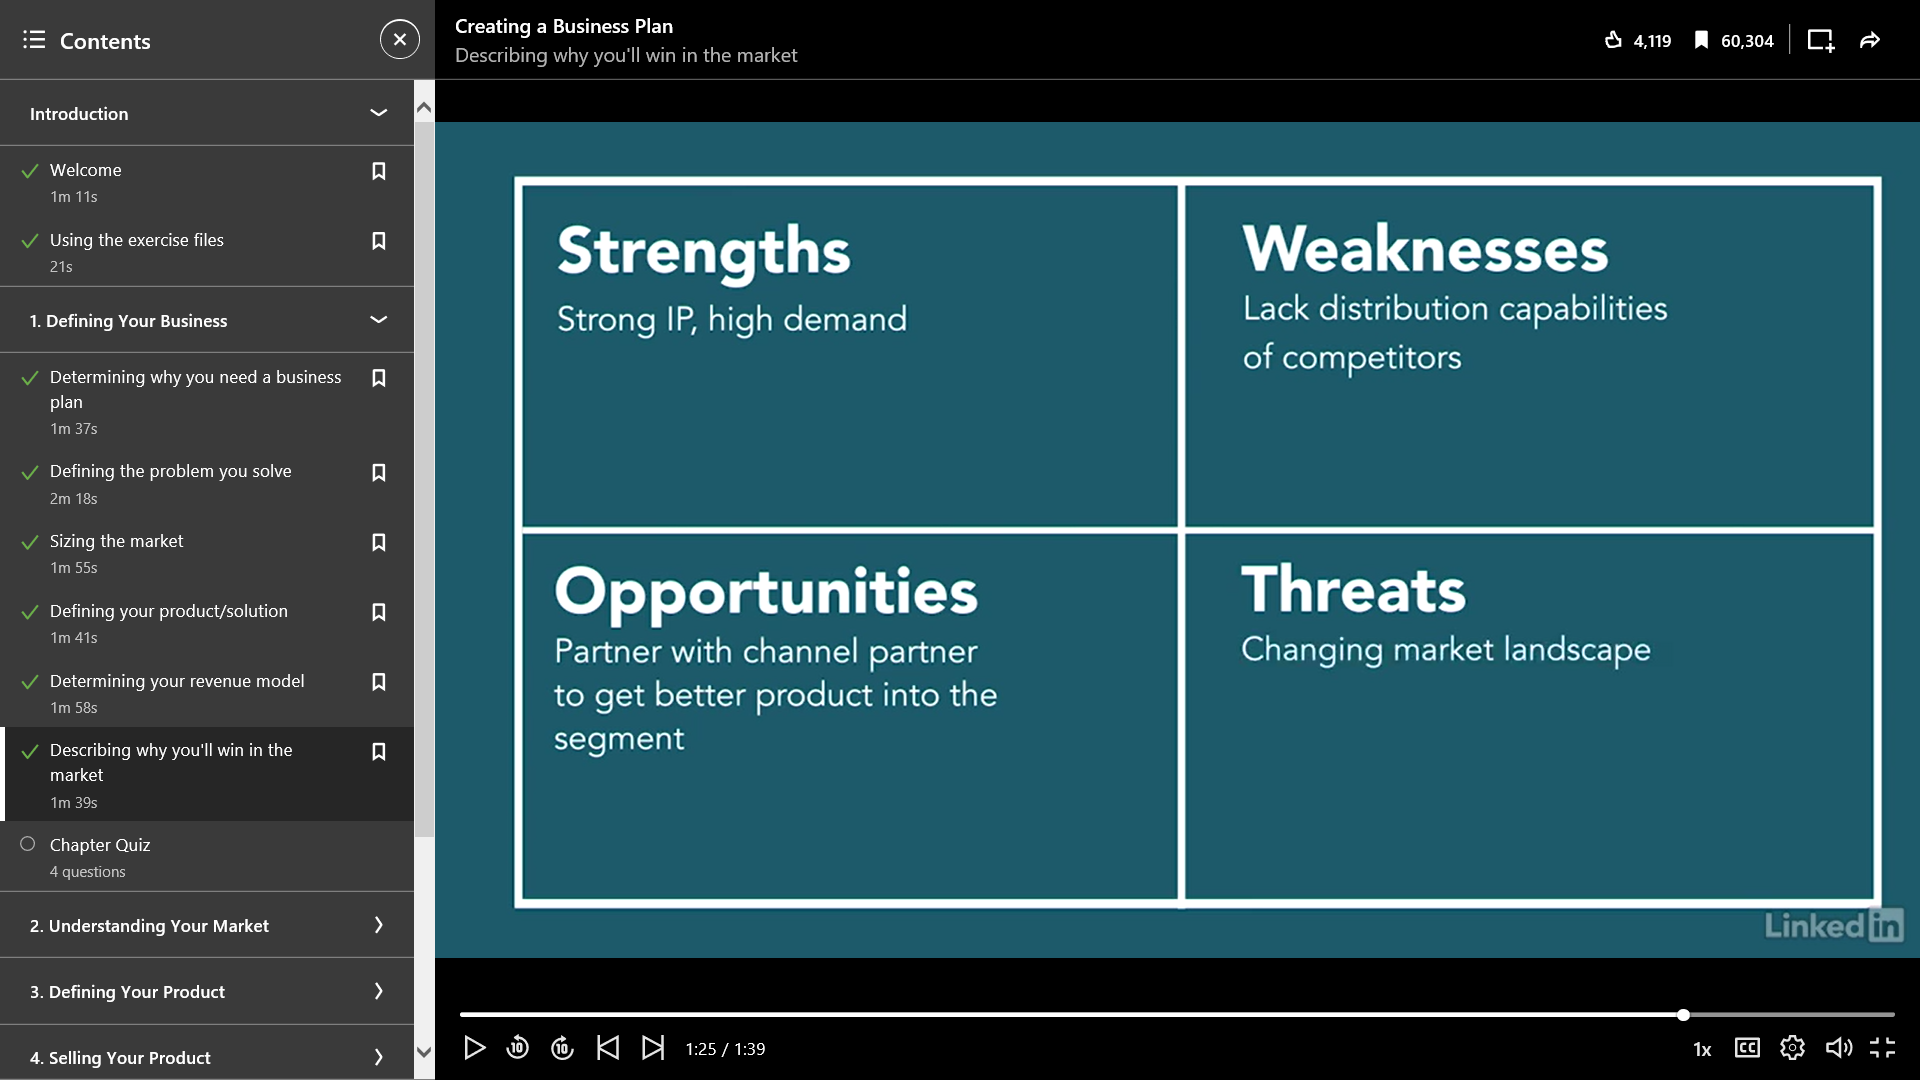 Contents
Introduction
Welcome
1m 11s
Using the exercise files
21s
1. Defining Your Business
Determining why you need a business
plan
1m 37s
Defining the problem you solve
2m 18s
Sizing the market
1m 55s
Defining your product/solution
1m 41s
Determining your revenue model
1m 58s
Describing why you'll win in the
market
1m 39s
Chapter Quiz
4 questions
2. Understanding Your Market
3. Defining Your Product
4. Selling Your Product
Creating a Business Plan
Describing why you'll win in the market
4,119 60,304
Strengths
Strong IP, high demand
Weaknesses
Lack distribution capabilities
of competitors
Opportunities
Partner with channel partner
to get better product into the
segment
Threats
Changing market landscape
LinkedIn
10 10 1:25 / 1:39 1x CC